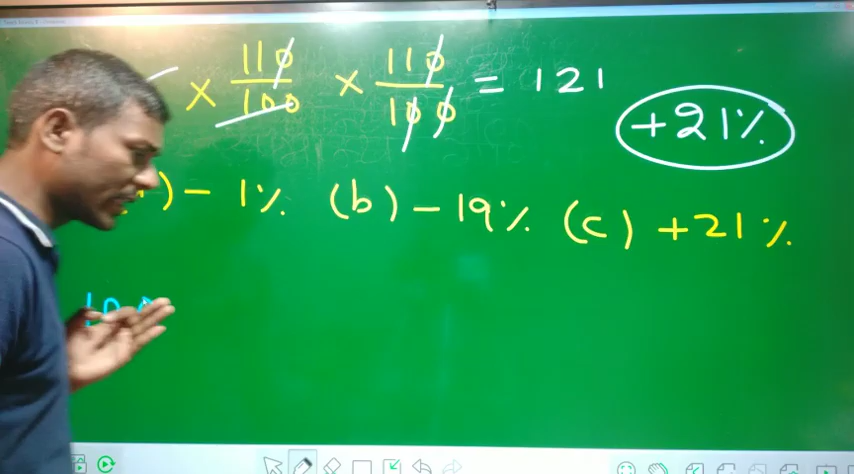 × 110/100 × 110/100 = 121
+21%
) – 1% (b) – 19% (c) +21%